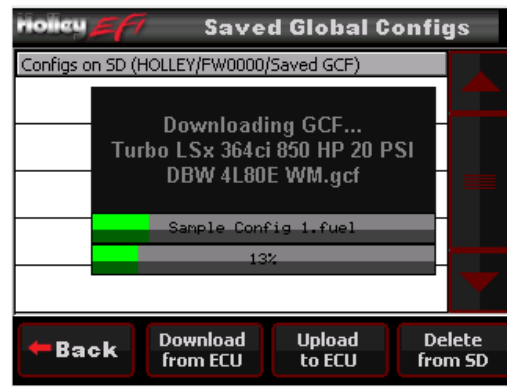 Holley EFI Saved Global Configs
Configs on SD (HOLLEY/FW0000/Saved GCF)
Downloading GCF...
Turbo LSx 364ci 850 HP 20 PSI
DBW 4L80E WM.gcf
Sample Config 1.fuel
13%
Back
Download
from ECU
Upload
to ECU
Delete
from SD